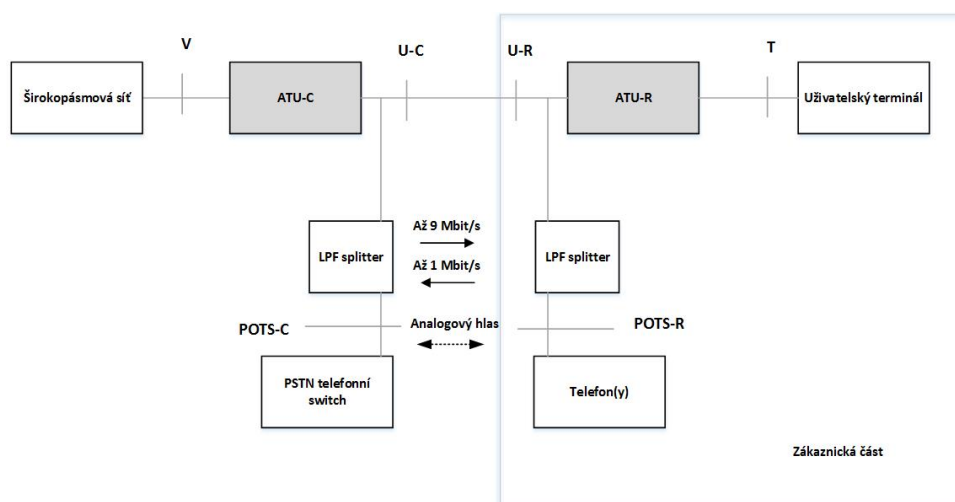 V
U-C
U-R
T
Širokopásmová síť
ATU-C
ATU-R
Uživatelský terminál
LPF splitter
Až 9 Mbit/s
Až 1 Mbit/s
LPF splitter
POTS-C
Analogový hlas
POTS-R
PSTN telefonní
switch
Telefon(y)
Zákaznická část